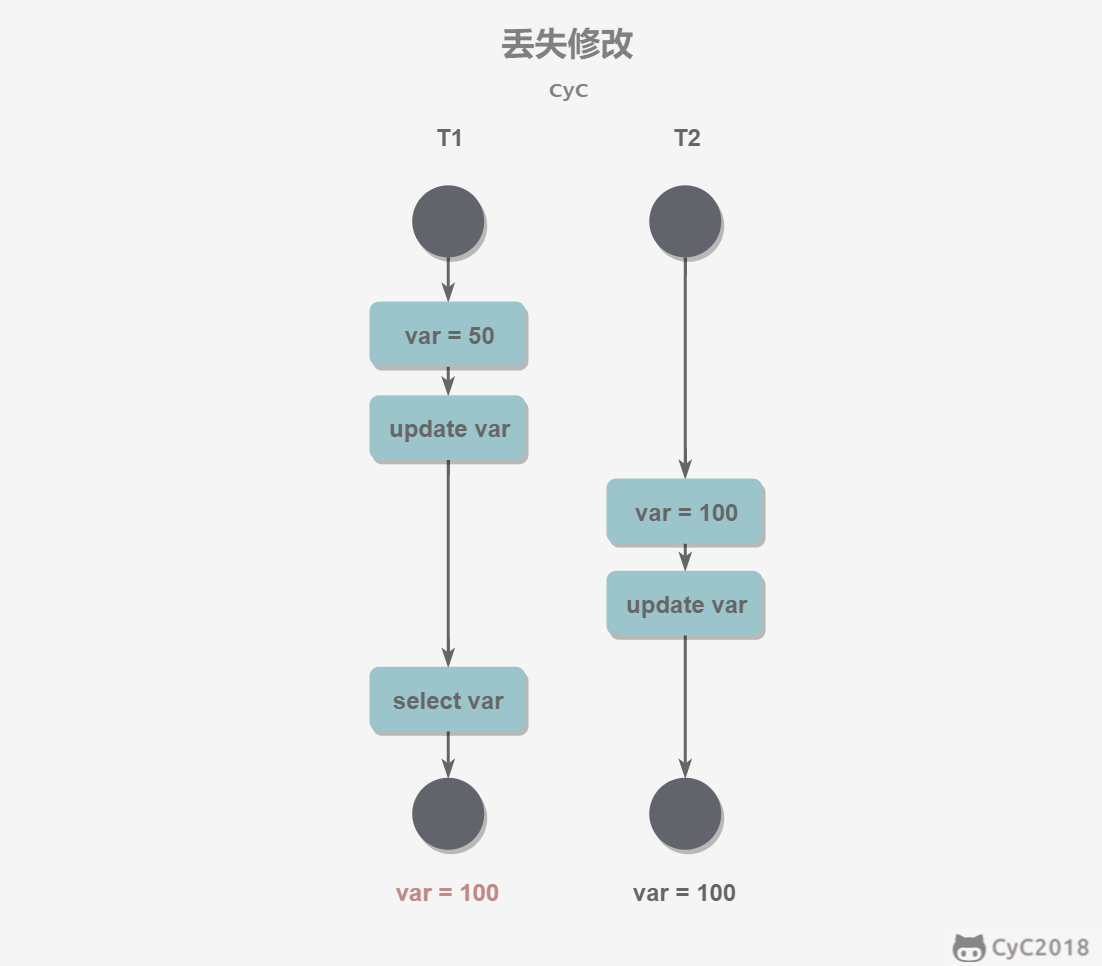 丢失修改
CyC
T1 T2
var = 50
update var
var = 100
update var
select var
var = 100 var = 100
CyC2018